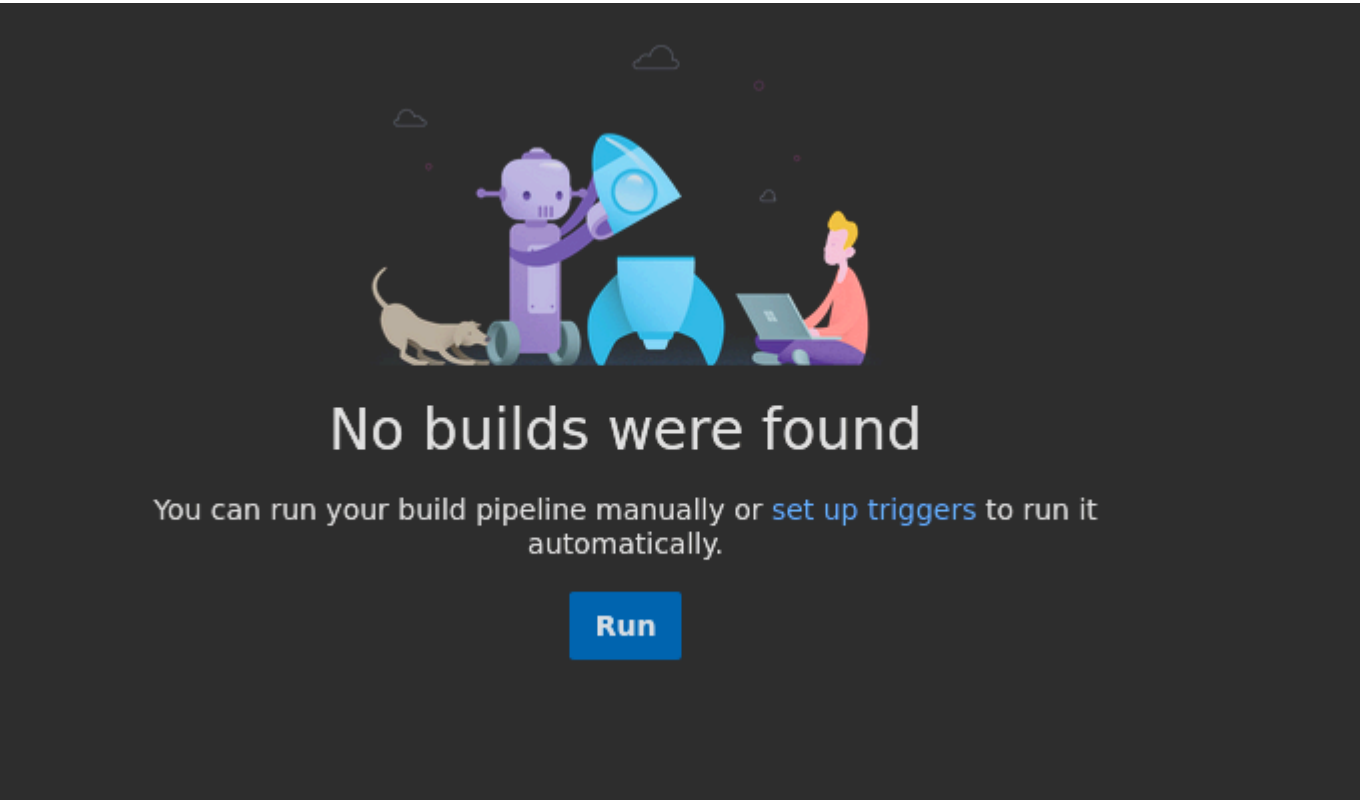 No builds were found
You can run your build pipeline manually or set up triggers to run it
automatically.
Run